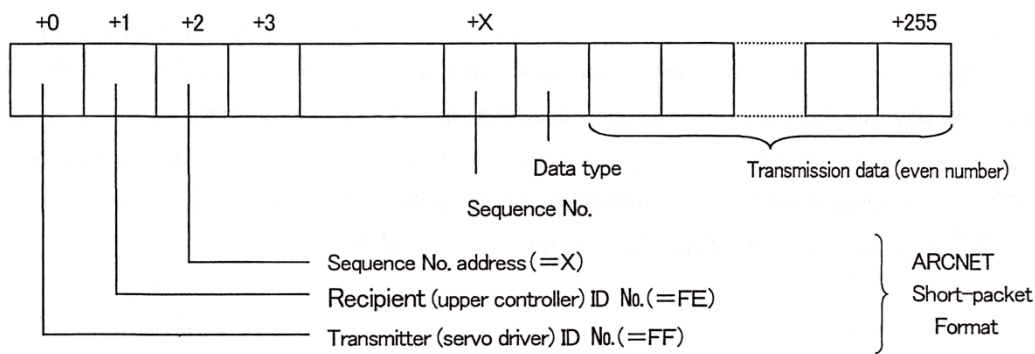 +0 +1 +2 +3 +X +255
Data type
Transmission data (even number)
Sequence No.
Sequence No. address (=X)
Recipient (upper controller) ID No. (=FE)
Transmitter (servo driver) ID No. (=FF)
ARCNET
Short-packet
Format